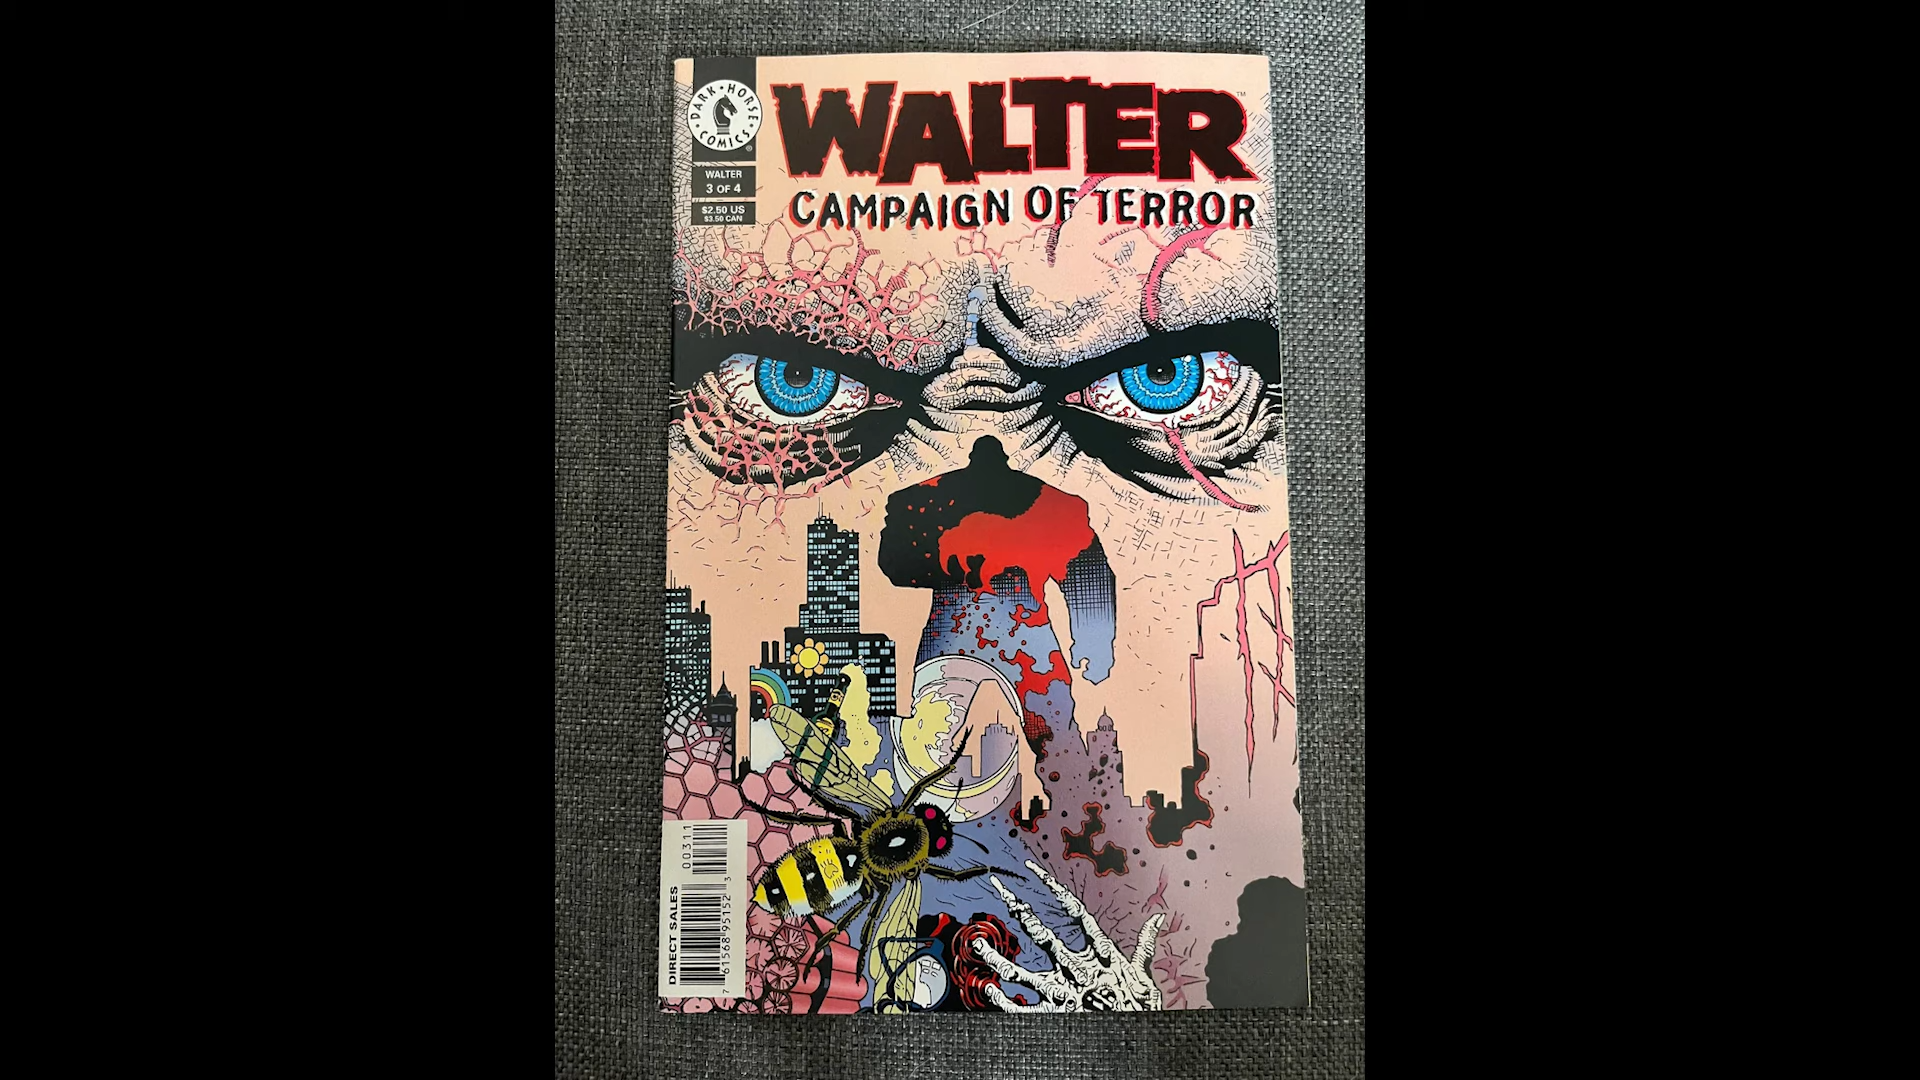 DARK · HORSE
COMICS
®
WALTER
3 OF 4
$2.50 US
$3.50 CAN
WALTER™
CAMPAIGN OF TERROR
DIRECT SALES
00311
7 61568 95152 3